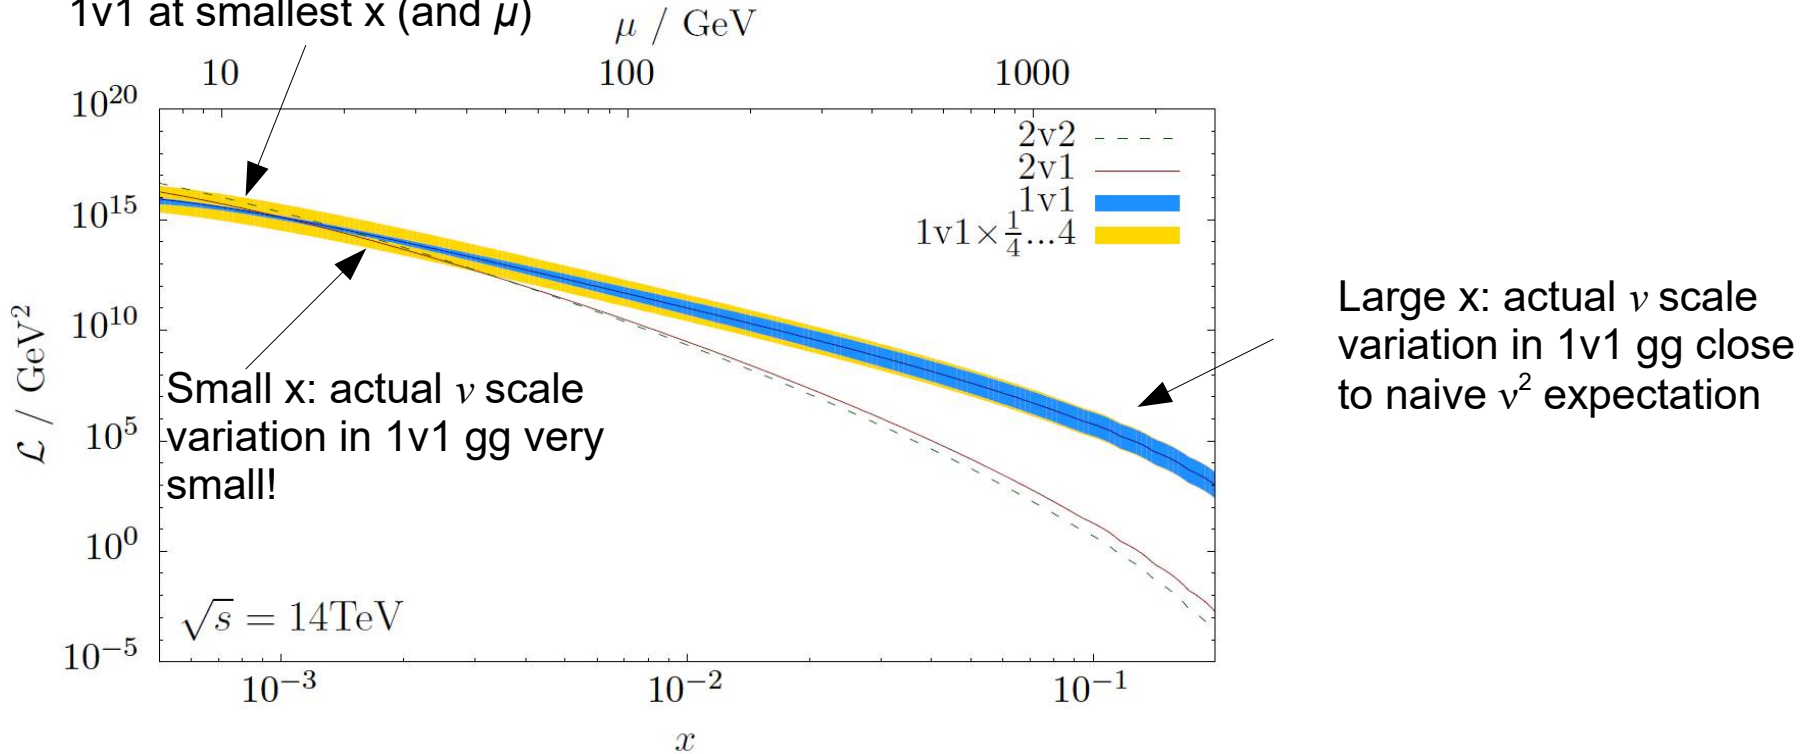 1v1 at smallest x (and μ)
μ / GeV
10 100 1000
10^20
10^15
10^10
10^5
10^0
10^-5
ℒ / GeV^2
2v2
2v1
1v1
1v1×1/4...4
Small x: actual ν scale
variation in 1v1 gg very
small!
Large x: actual ν scale
variation in 1v1 gg close
to naive ν^2 expectation
√s = 14TeV
10^-3 10^-2 10^-1
x